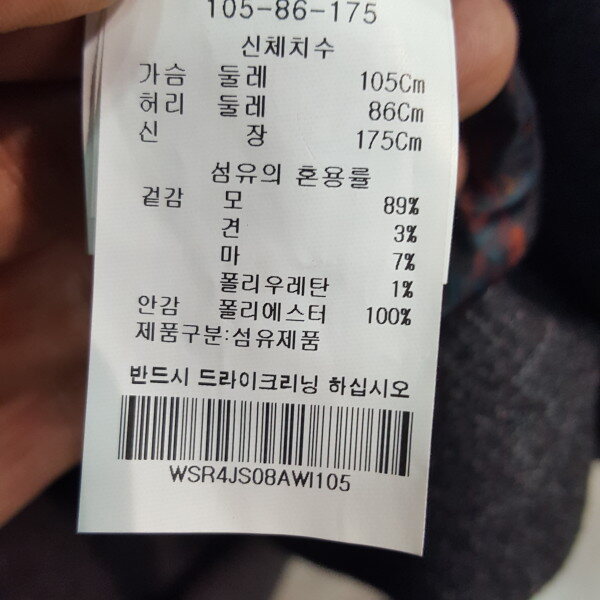 105-86-175
신체치수
가슴 둘레 105Cm
허리 둘레 86Cm
신 장 175Cm
섬유의 혼용률
겉감 모 89%
견 3%
마 7%
폴리우레탄 1%
안감 폴리에스터 100%
제품구분:섬유제품
반드시 드라이크리닝 하십시오
WSR4JS08AWI105